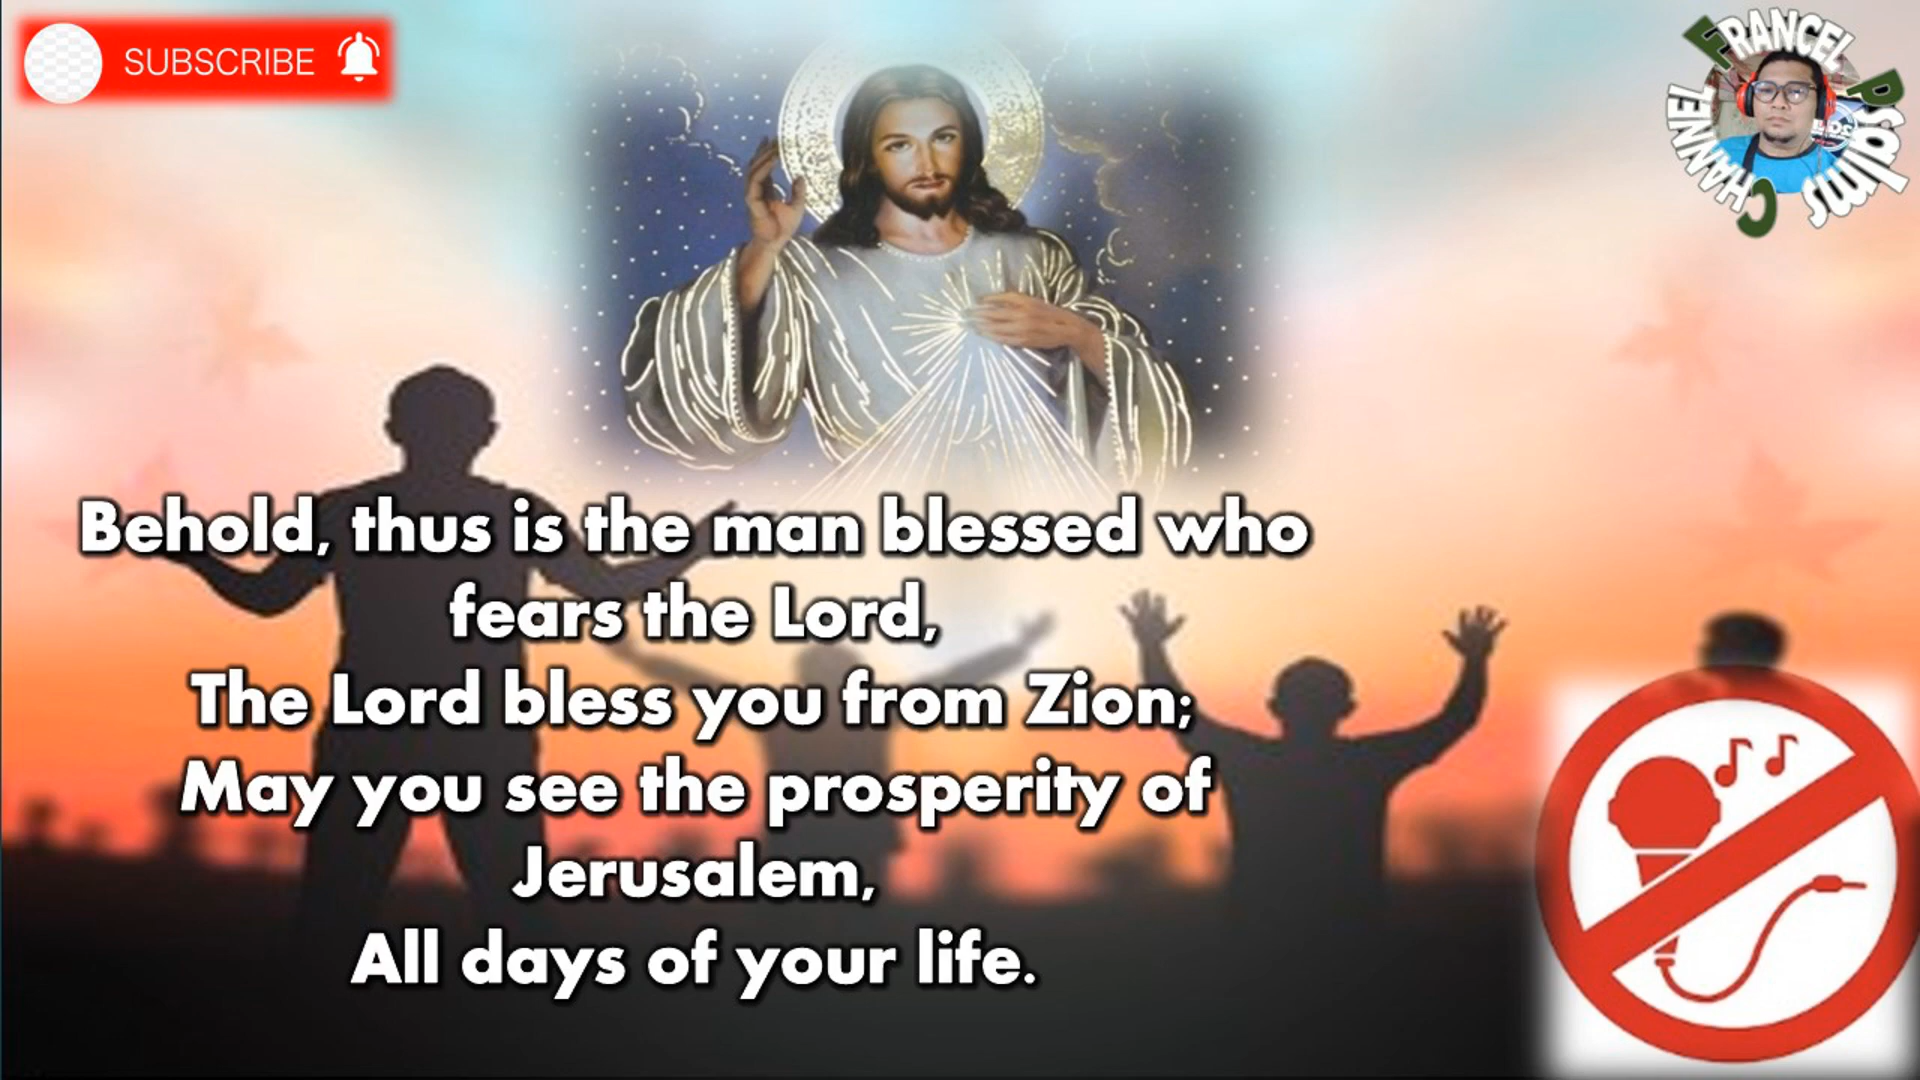 SUBSCRIBE
FRANCEL
Psalms
CHANNEL
Behold, thus is the man blessed who
fears the Lord,
The Lord bless you from Zion;
May you see the prosperity of
Jerusalem,
All days of your life.